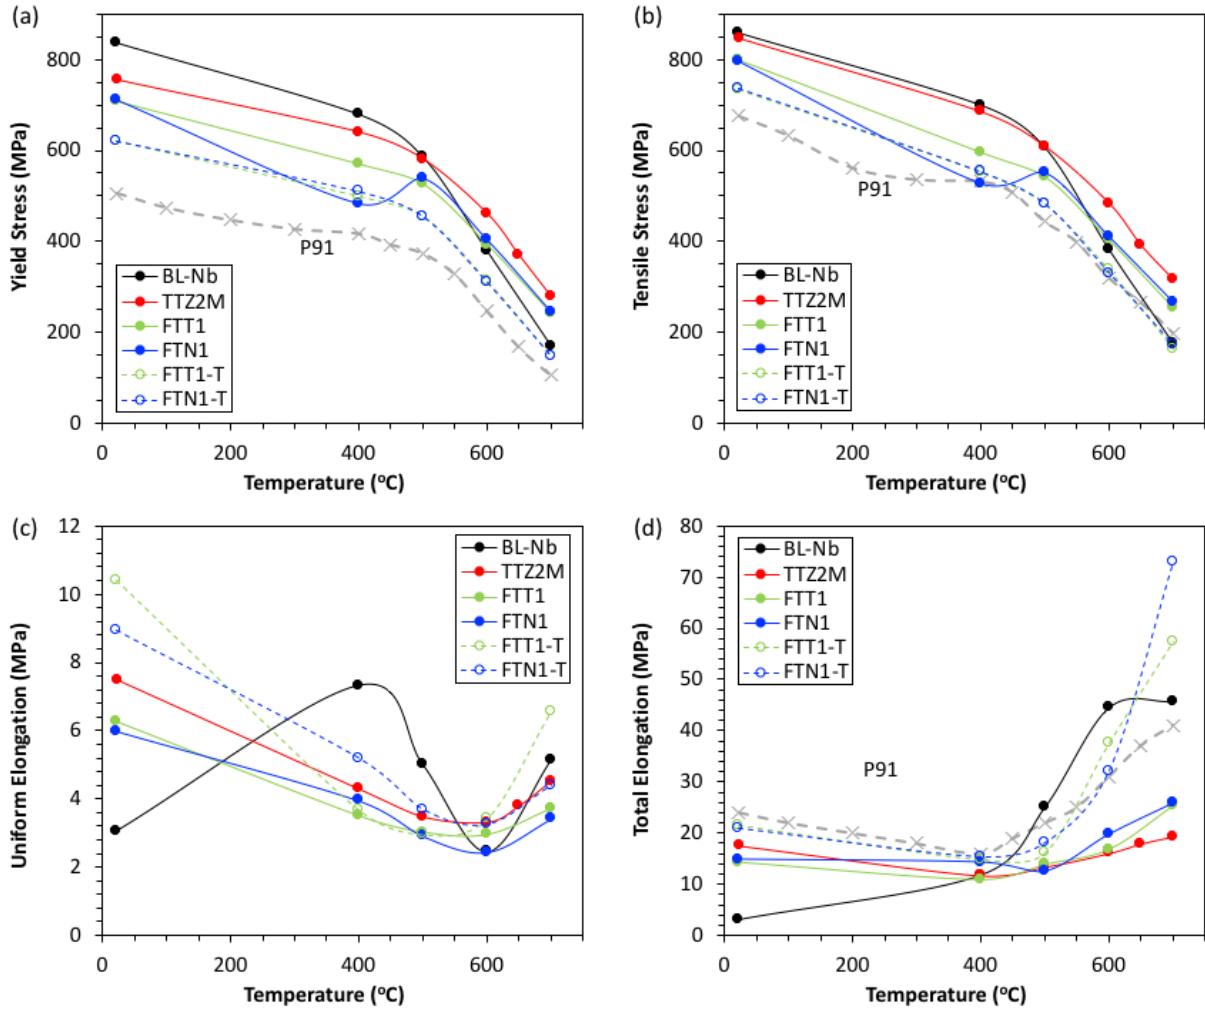 (a)
Yield Stress (MPa)
800
600
400
200
0
P91
BL-Nb
TTZ2M
FTT1
FTN1
FTT1-T
FTN1-T
0 200 400 600
Temperature (°C)
(b)
Tensile Stress (MPa)
800
600
400
200
0
P91
BL-Nb
TTZ2M
FTT1
FTN1
FTT1-T
FTN1-T
0 200 400 600
Temperature (°C)
(c)
Uniform Elongation (MPa)
12
10
8
6
4
2
0
BL-Nb
TTZ2M
FTT1
FTN1
FTT1-T
FTN1-T
0 200 400 600
Temperature (°C)
(d)
Total Elongation (MPa)
80
70
60
50
40
30
20
10
0
BL-Nb
TTZ2M
FTT1
FTN1
FTT1-T
FTN1-T
P91
0 200 400 600
Temperature (°C)